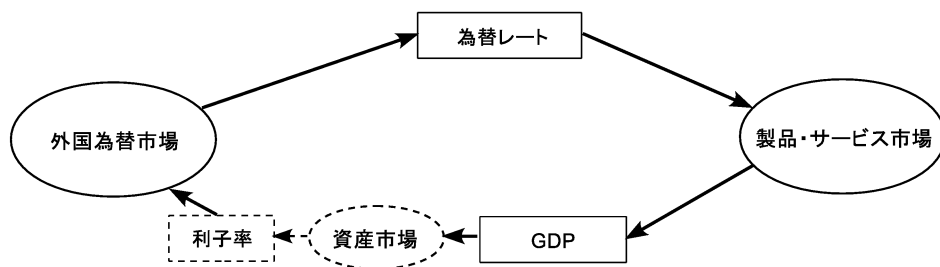 為替レート
外国為替市場
製品・サービス市場
利子率
資産市場
GDP